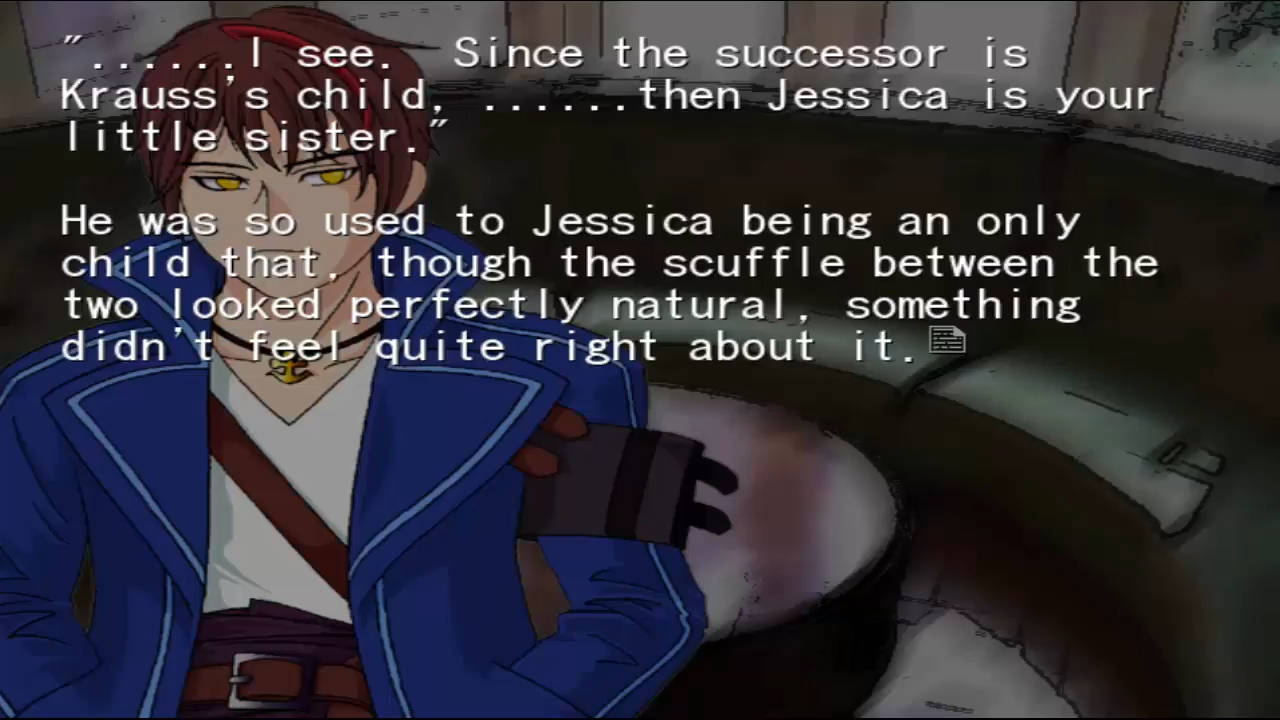 "......,I see.  Since the successor is
Krauss's child, ......then Jessica is your
little sister."
He was so used to Jessica being an only
child that, though the scuffle between the
two looked perfectly natural, something
didn't feel quite right about it.